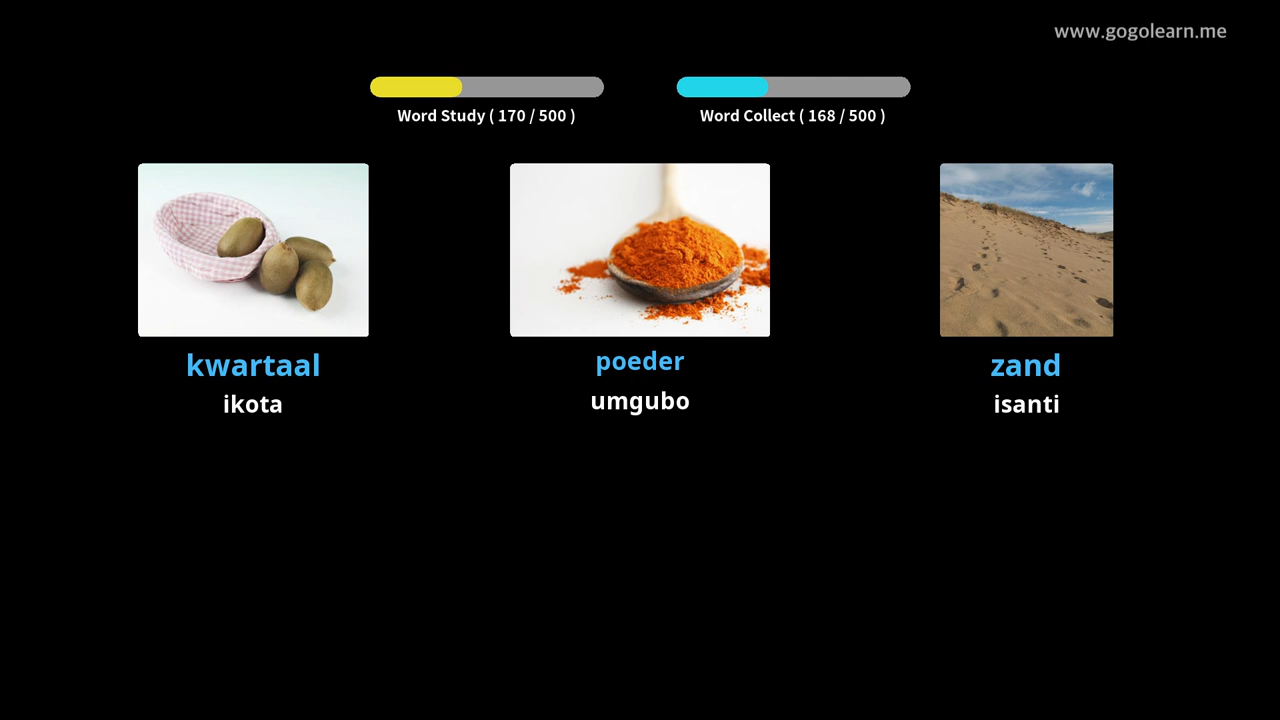 www.gogolearn.me
Word Study ( 170 / 500 )
Word Collect ( 168 / 500 )
kwartaal
ikota
poeder
umgubo
zand
isanti